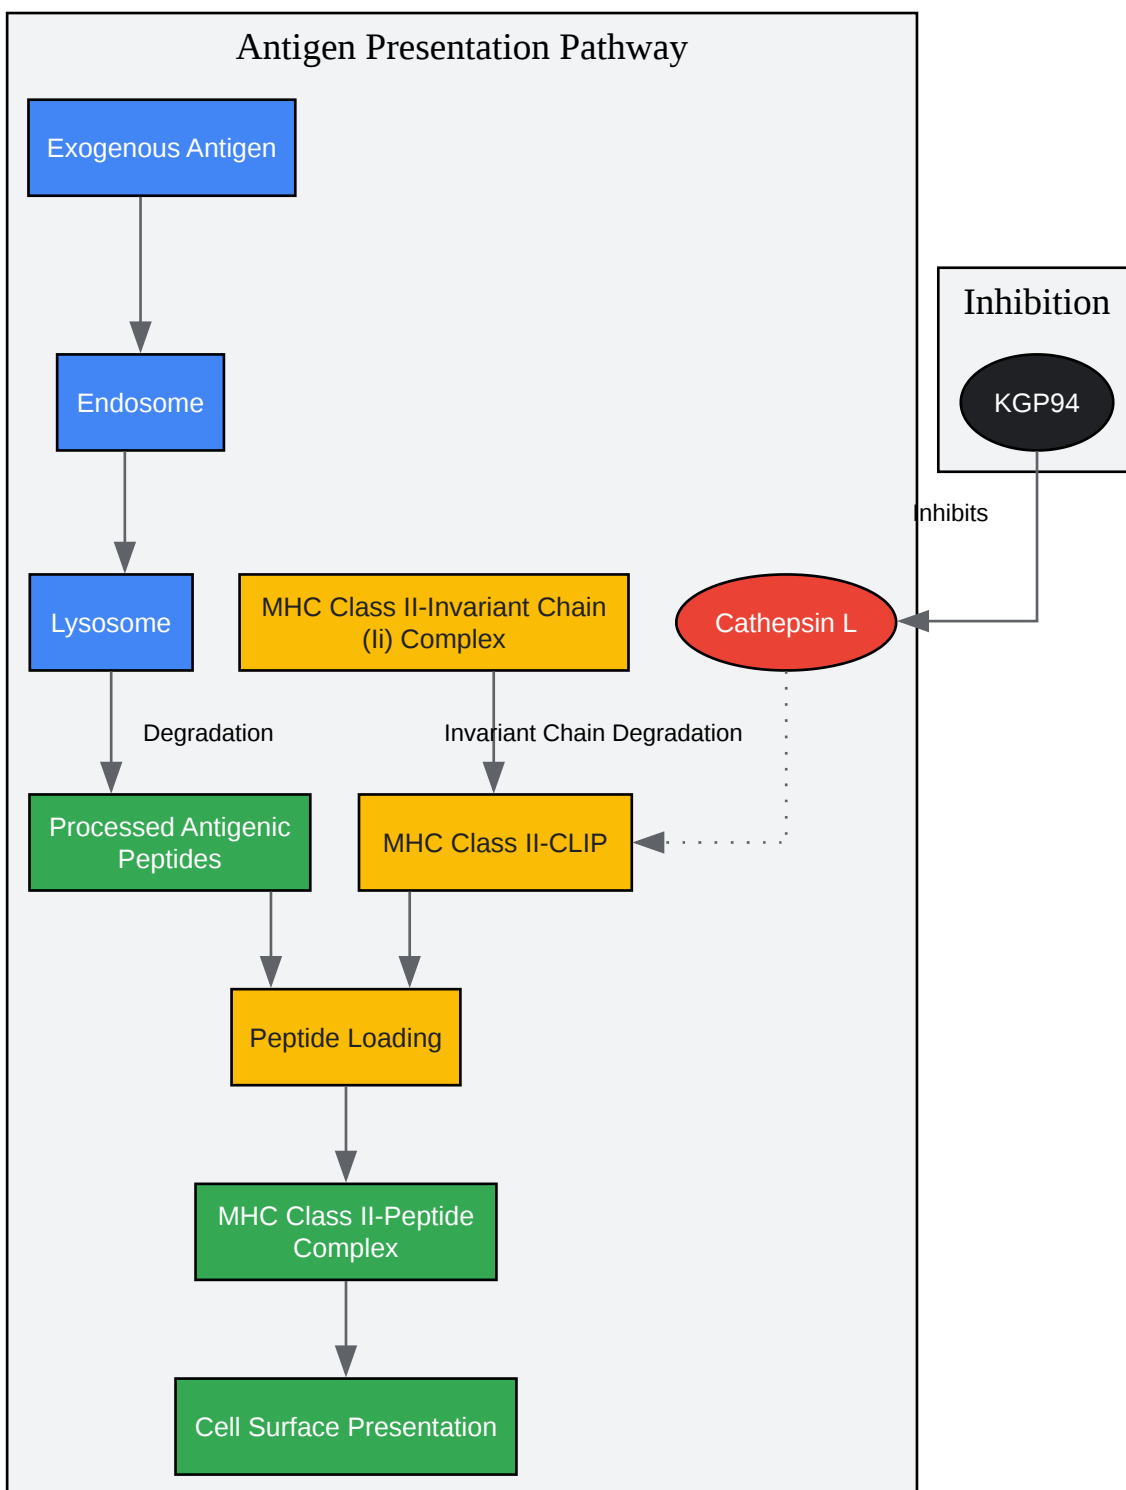 Antigen Presentation Pathway
Exogenous Antigen
Inhibition
Endosome
KGP94
Inhibits
Lysosome
MHC Class II-Invariant Chain
(Ii) Complex
Cathepsin L
Degradation
Invariant Chain Degradation
Processed Antigenic
Peptides
MHC Class II-CLIP
Peptide Loading
MHC Class II-Peptide
Complex
Cell Surface Presentation